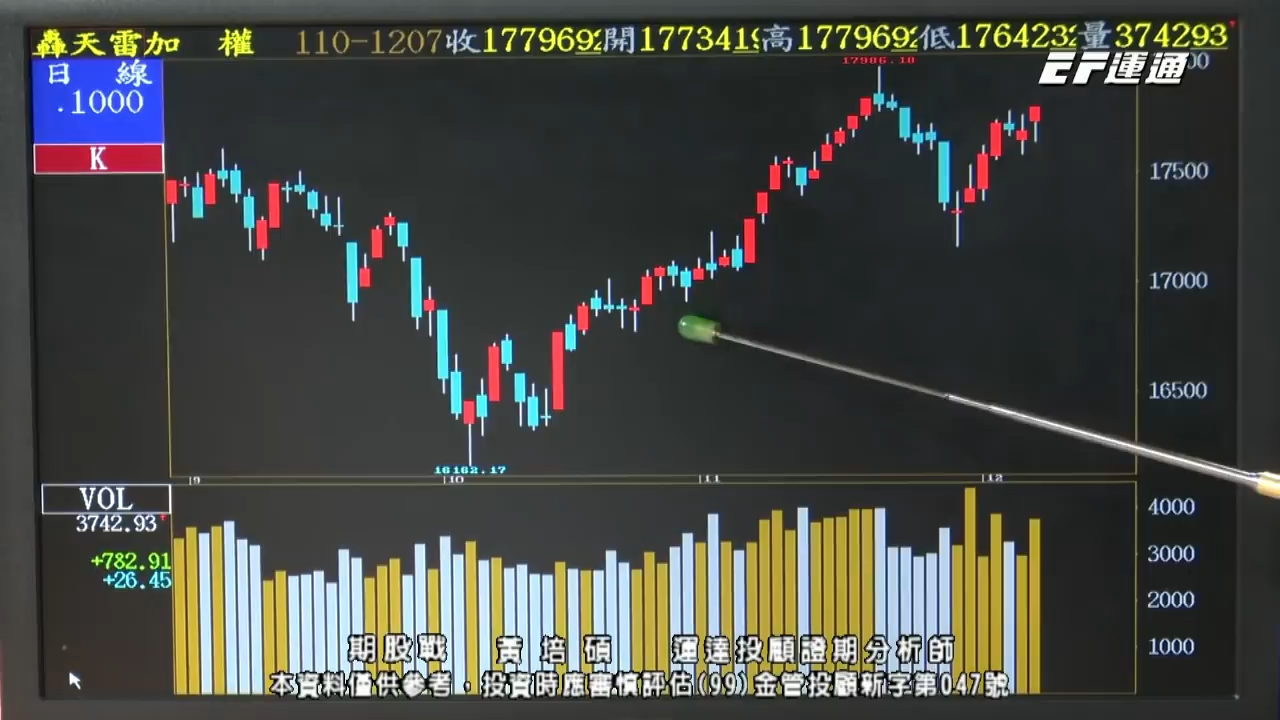 轟天雷加 權 110-1207收1779692開1773419高1779692低1764232量374293
EF運通
日 線
.1000
K
17986.18
17500
17000
16500
16162.17
9 10 11 12
VOL
3742.93
+782.91
+26.45
4000
3000
2000
1000
期股戰 黃培碩 運達投顧證期分析師
本資料僅供參考,投資時應審慎評估(99)金管投顧新字第047號